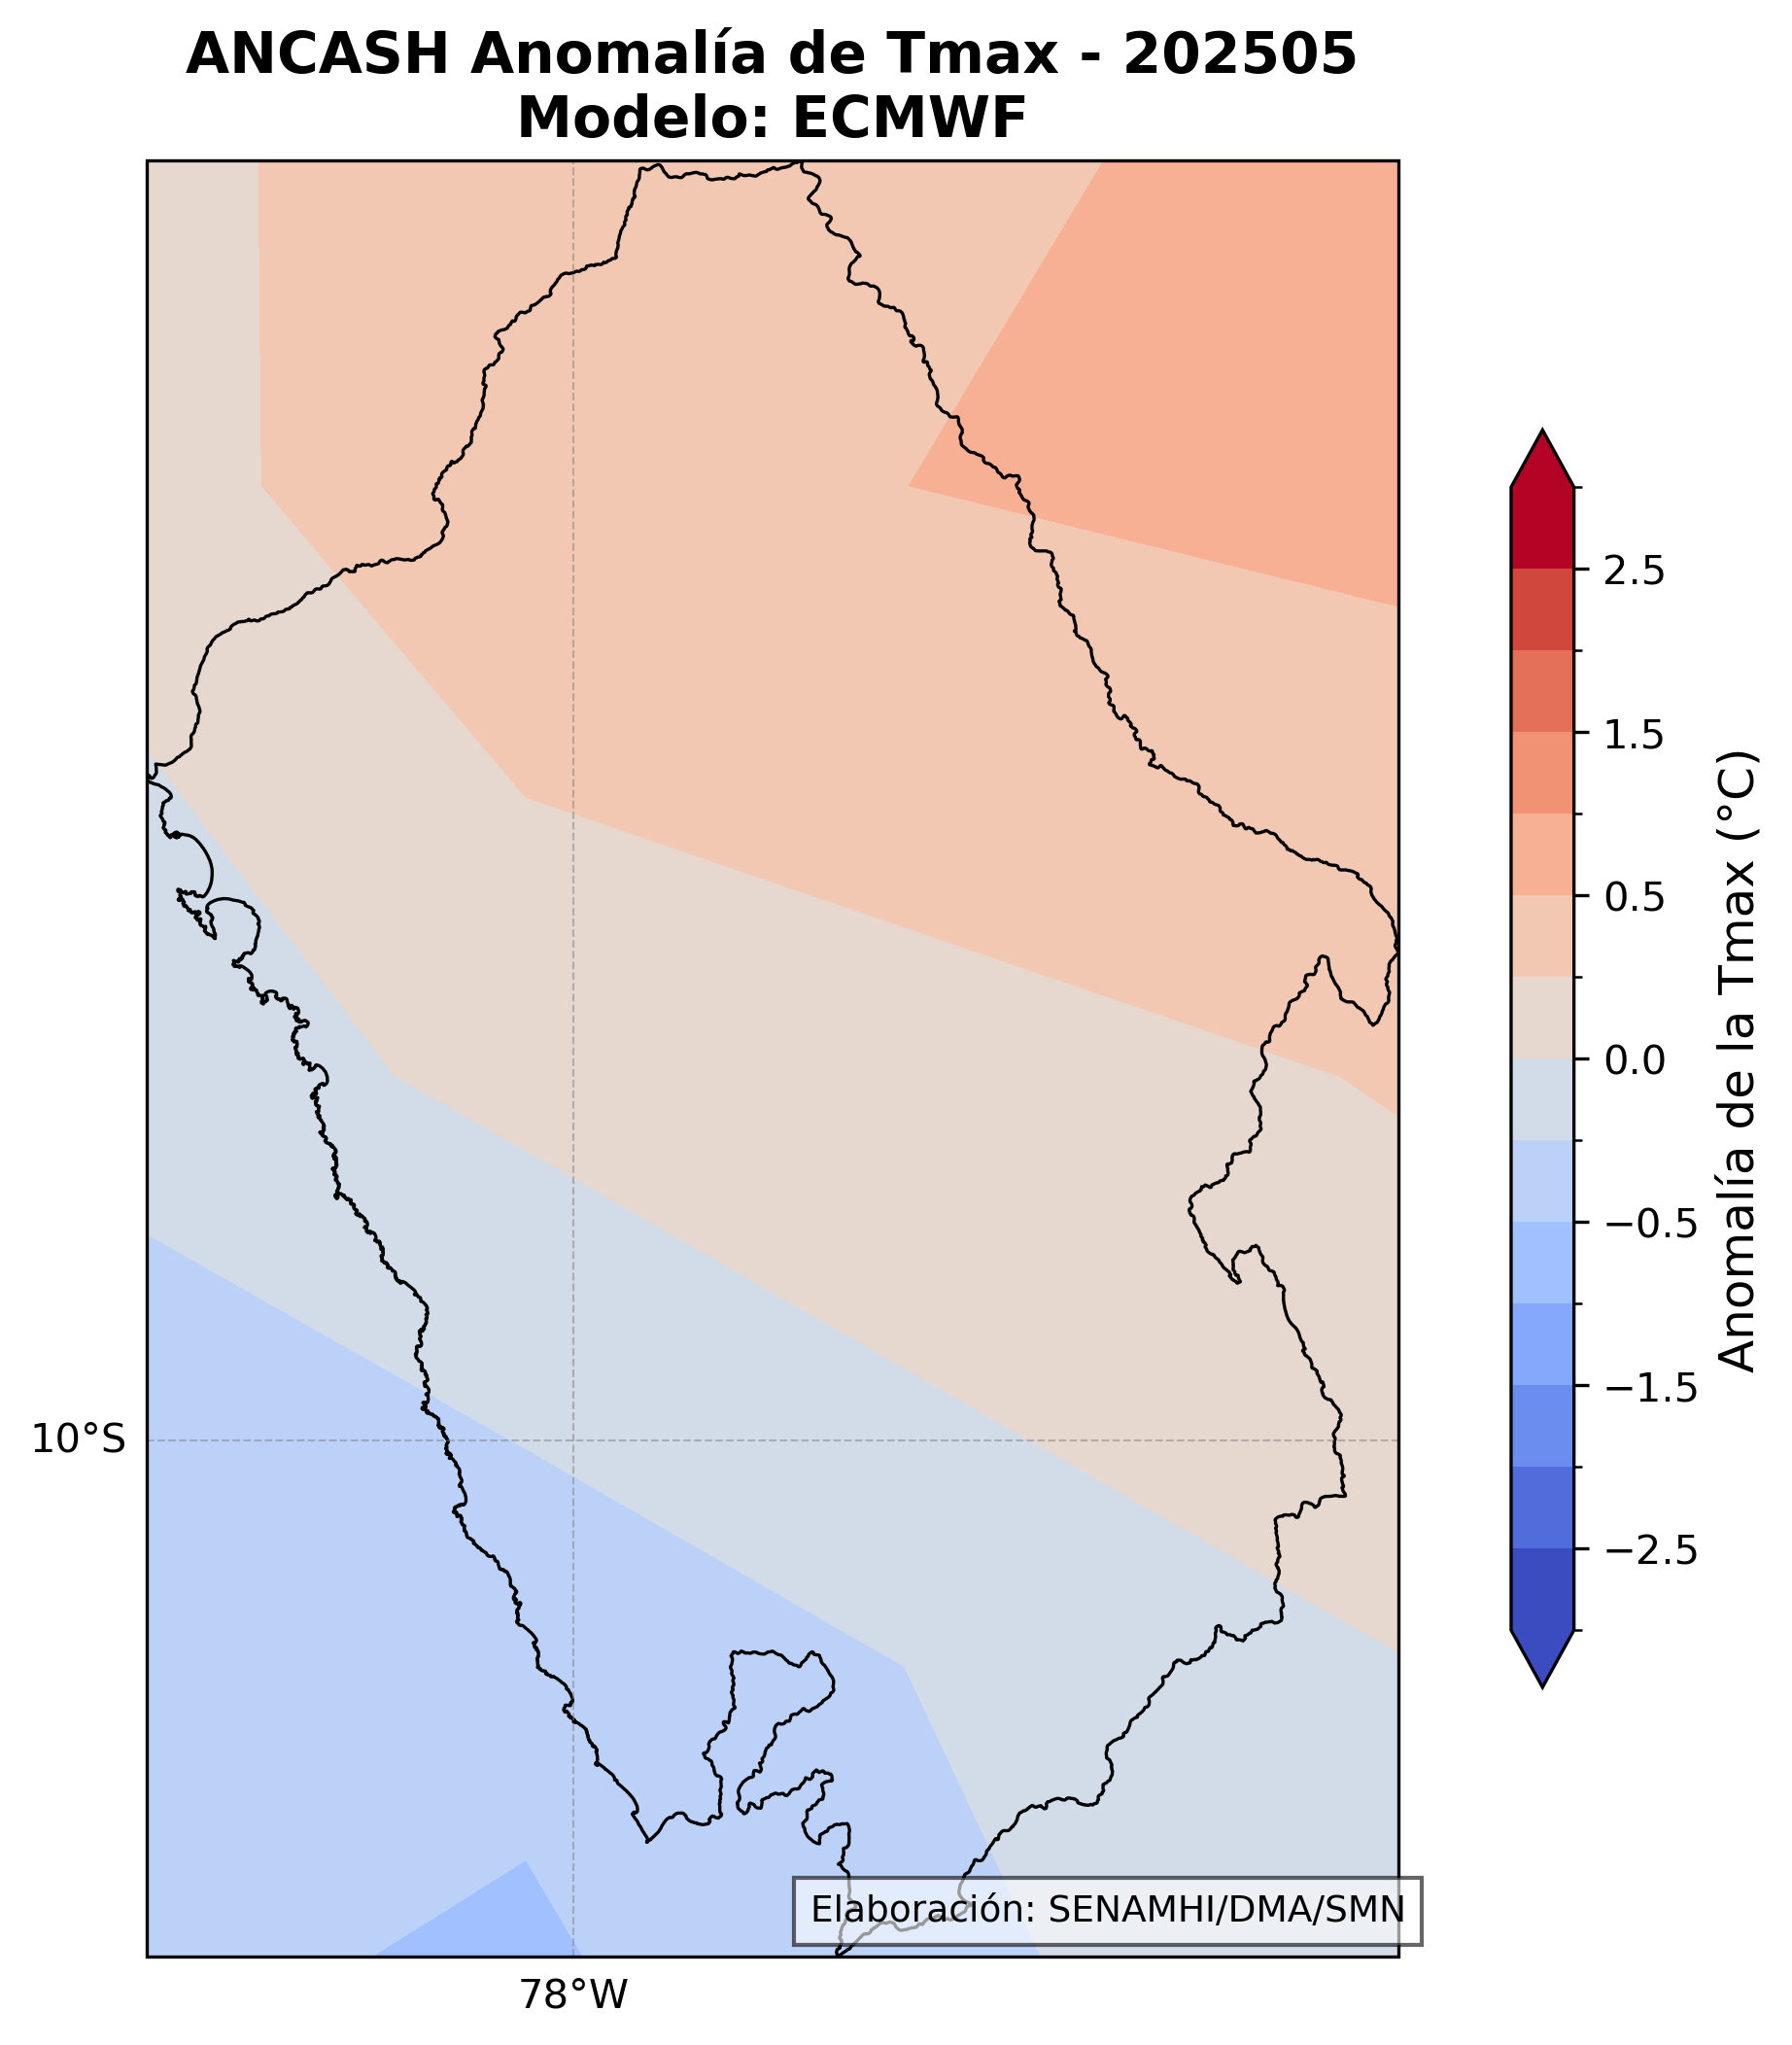 ANCASH Anomalía de Tmax - 202505
Modelo: ECMWF
2.5
1.5
0.5
0.0
−0.5
−1.5
−2.5
Anomalía de la Tmax (°C)
10°S
78°W
Elaboración: SENAMHI/DMA/SMN